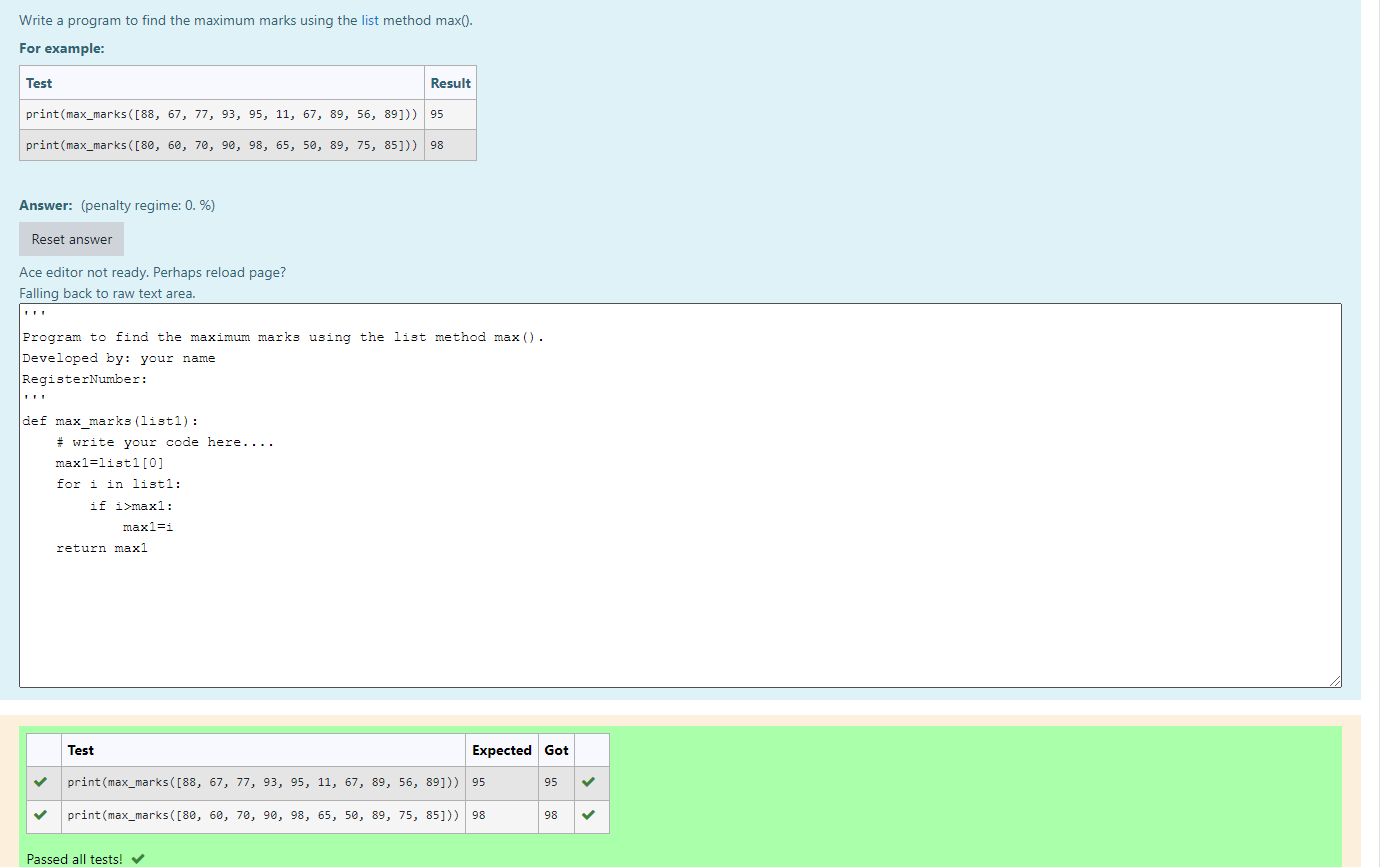 Write a program to find the maximum marks using the list method max().
For example:
Test Result
print(max_marks([88, 67, 77, 93, 95, 11, 67, 89, 56, 89])) 95
print(max_marks([80, 60, 70, 90, 98, 65, 50, 89, 75, 85])) 98
Answer: (penalty regime: 0. %)
Reset answer
Ace editor not ready. Perhaps reload page?
Falling back to raw text area.
'''
Program to find the maximum marks using the list method max().
Developed by: your name
RegisterNumber:
'''
def max_marks(list1):
    # write your code here....
    max1=list1[0]
    for i in list1:
        if i>max1:
            max1=i
    return max1
Test Expected Got
print(max_marks([88, 67, 77, 93, 95, 11, 67, 89, 56, 89])) 95 95
print(max_marks([80, 60, 70, 90, 98, 65, 50, 89, 75, 85])) 98 98
Passed all tests!